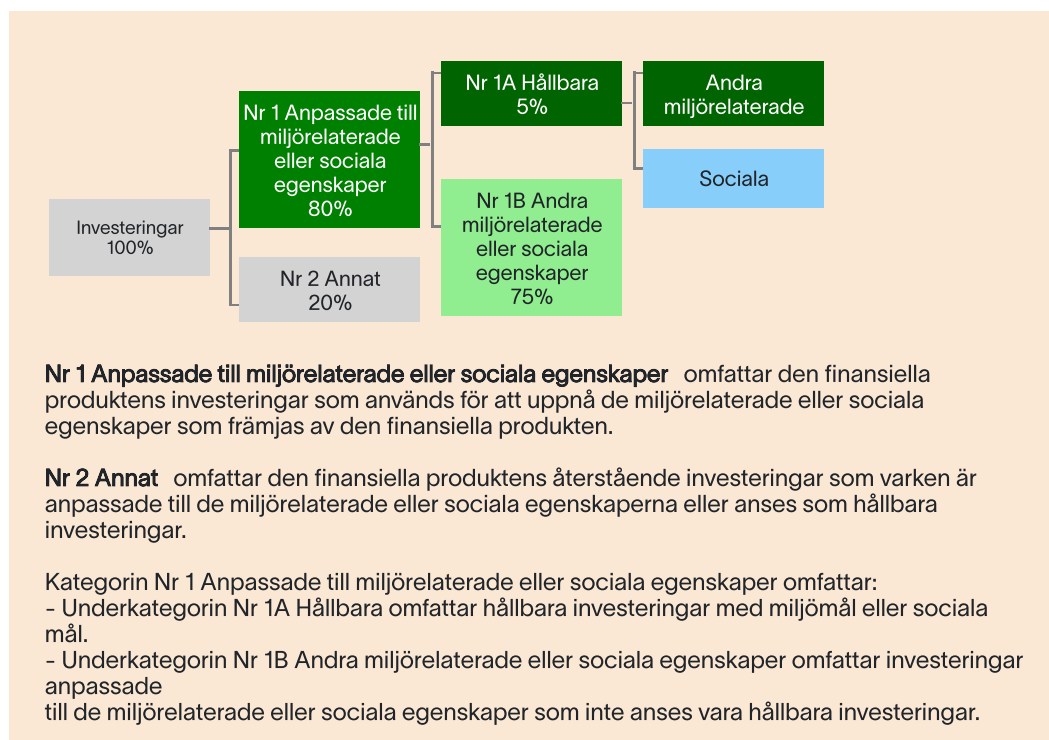 Nr 1A Hållbara
5%
Andra
miljörelaterade
Nr 1 Anpassade till
miljörelaterade
eller sociala
egenskaper
80%
Sociala
Nr 1B Andra
miljörelaterade
eller sociala
egenskaper
75%
Investeringar
100%
Nr 2 Annat
20%
Nr 1 Anpassade till miljörelaterade eller sociala egenskaper omfattar den finansiella
produktens investeringar som används för att uppnå de miljörelaterade eller sociala
egenskaper som främjas av den finansiella produkten.
Nr 2 Annat omfattar den finansiella produktens återstående investeringar som varken är
anpassade till de miljörelaterade eller sociala egenskaperna eller anses som hållbara
investeringar.
Kategorin Nr 1 Anpassade till miljörelaterade eller sociala egenskaper omfattar:
- Underkategorin Nr 1A Hållbara omfattar hållbara investeringar med miljömål eller sociala
mål.
- Underkategorin Nr 1B Andra miljörelaterade eller sociala egenskaper omfattar investeringar
anpassade
till de miljörelaterade eller sociala egenskaper som inte anses vara hållbara investeringar.